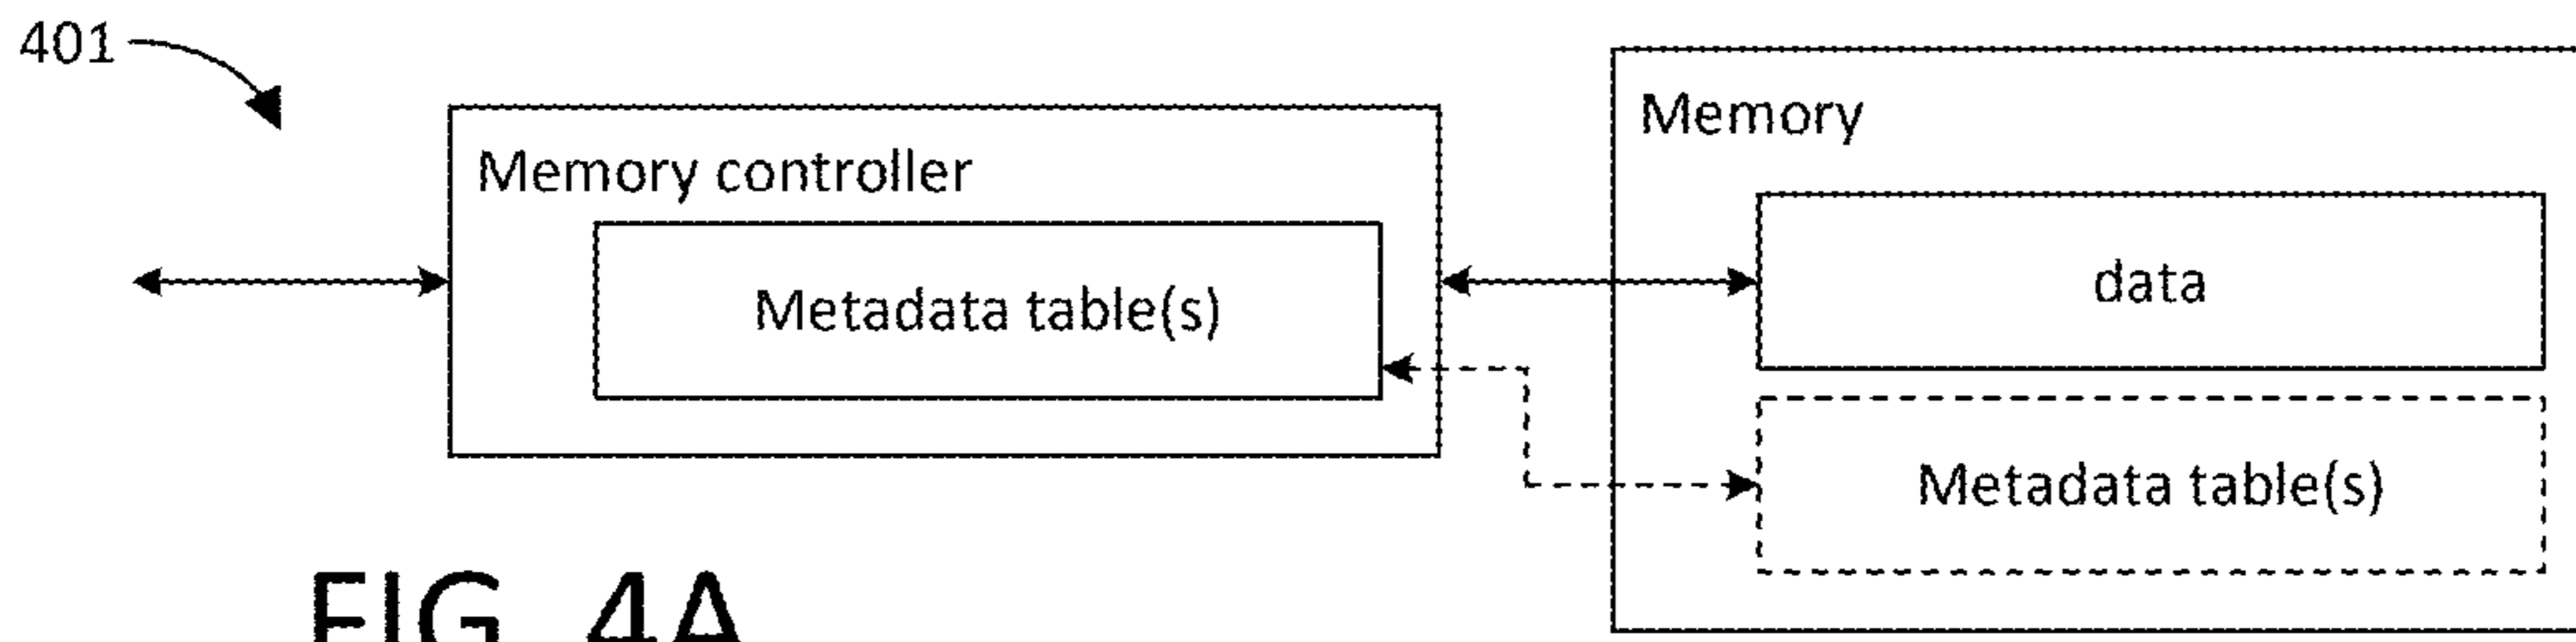 401
Memory controller
Metadata table(s)
Memory
data
Metadata table(s)
FIG. 4A